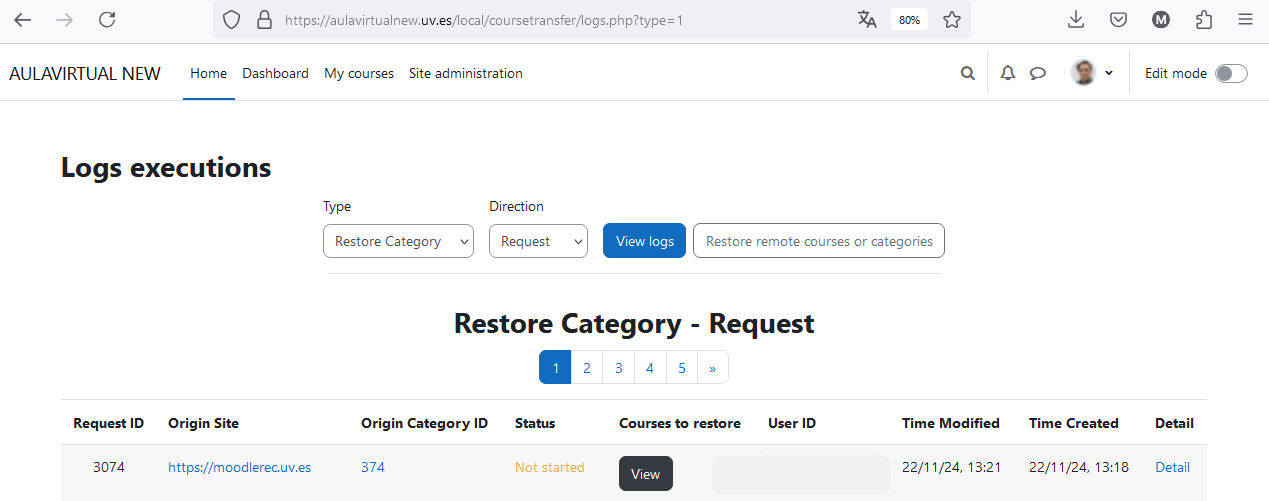 https://aulavirtualnew.uv.es/local/coursetransfer/logs.php?type=1 80% M
AULAVIRTUAL NEW Home Dashboard My courses Site administration Edit mode
Logs executions
Type Direction
Restore Category Request View logs Restore remote courses or categories
Restore Category - Request
1 2 3 4 5 »
Request ID Origin Site Origin Category ID Status Courses to restore User ID Time Modified Time Created Detail
3074 https://moodlerec.uv.es 374 Not started View 22/11/24, 13:21 22/11/24, 13:18 Detail